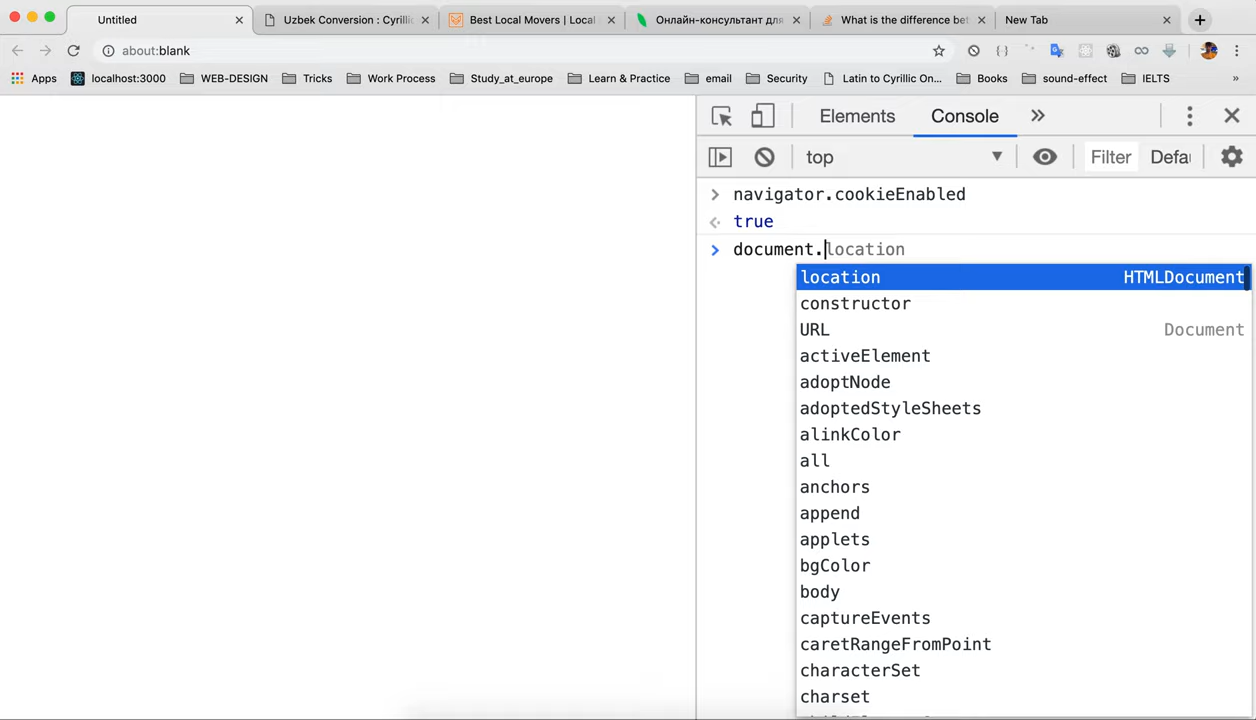 Untitled
Uzbek Conversion : Cyrilli
Best Local Movers | Local
Онлайн-консультант для
What is the difference bet
New Tab
about:blank
Apps
localhost:3000
WEB-DESIGN
Tricks
Work Process
Study_at_europe
Learn & Practice
email
Security
Latin to Cyrillic On...
Books
sound-effect
IELTS
»
Elements
Console
»
top
Filter
Defau
> navigator.cookieEnabled
true
> document.location
location HTMLDocument
constructor
URL Document
activeElement
adoptNode
adoptedStyleSheets
alinkColor
all
anchors
append
applets
bgColor
body
captureEvents
caretRangeFromPoint
characterSet
charset